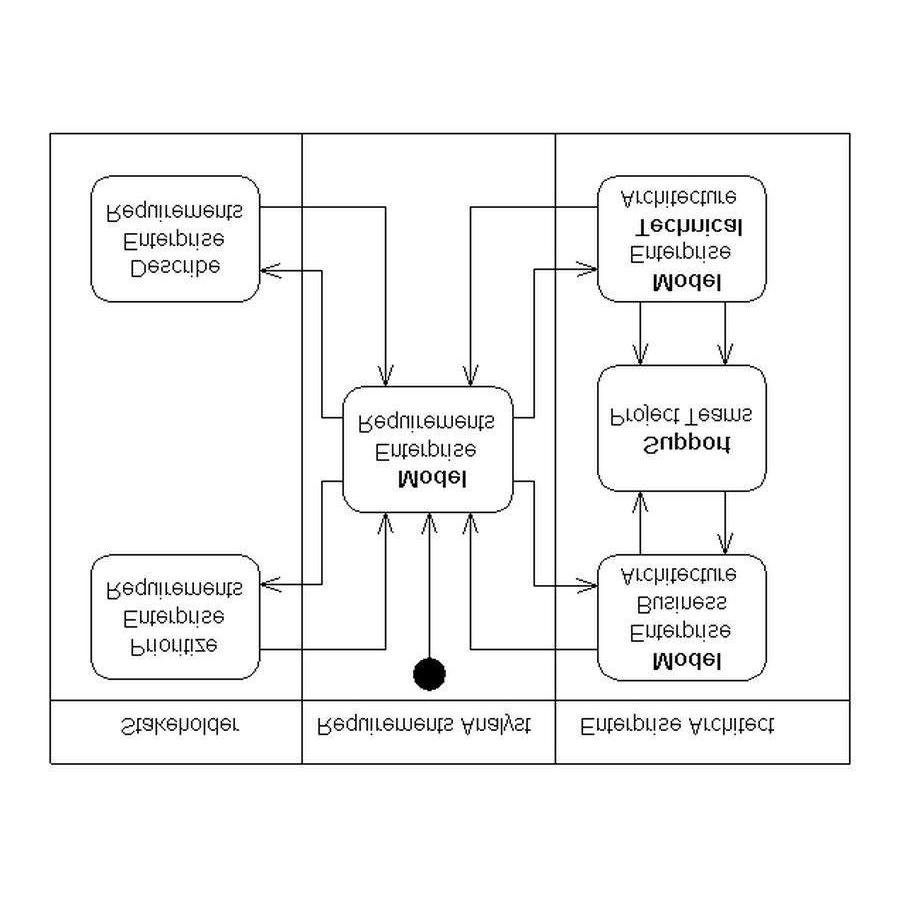 Stakeholder
Requirements Analyst
Enterprise Architect
Prioritize
Enterprise
Requirements
Model
Enterprise
Business
Architecture
Model
Enterprise
Requirements
Support
Project Teams
Describe
Enterprise
Requirements
Model
Enterprise
Technical
Architecture